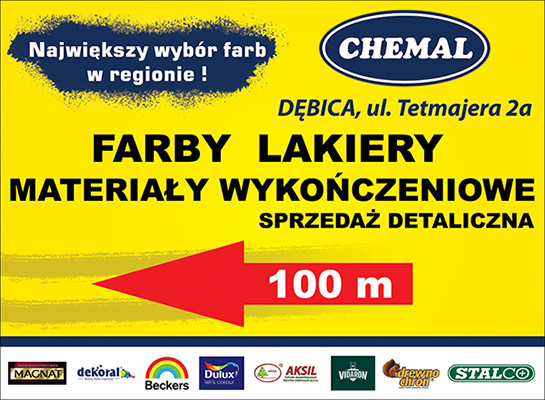 Największy wybór farb
w regionie !
CHEMAL
DĘBICA, ul. Tetmajera 2a
FARBY LAKIERY
MATERIAŁY WYKOŃCZENIOWE
SPRZEDAŻ DETALICZNA
100 m
MAGNAT
dekoral
Beckers
Dulux
let's colour
AKSIL
VIDARON
drewno
chron
STALCO